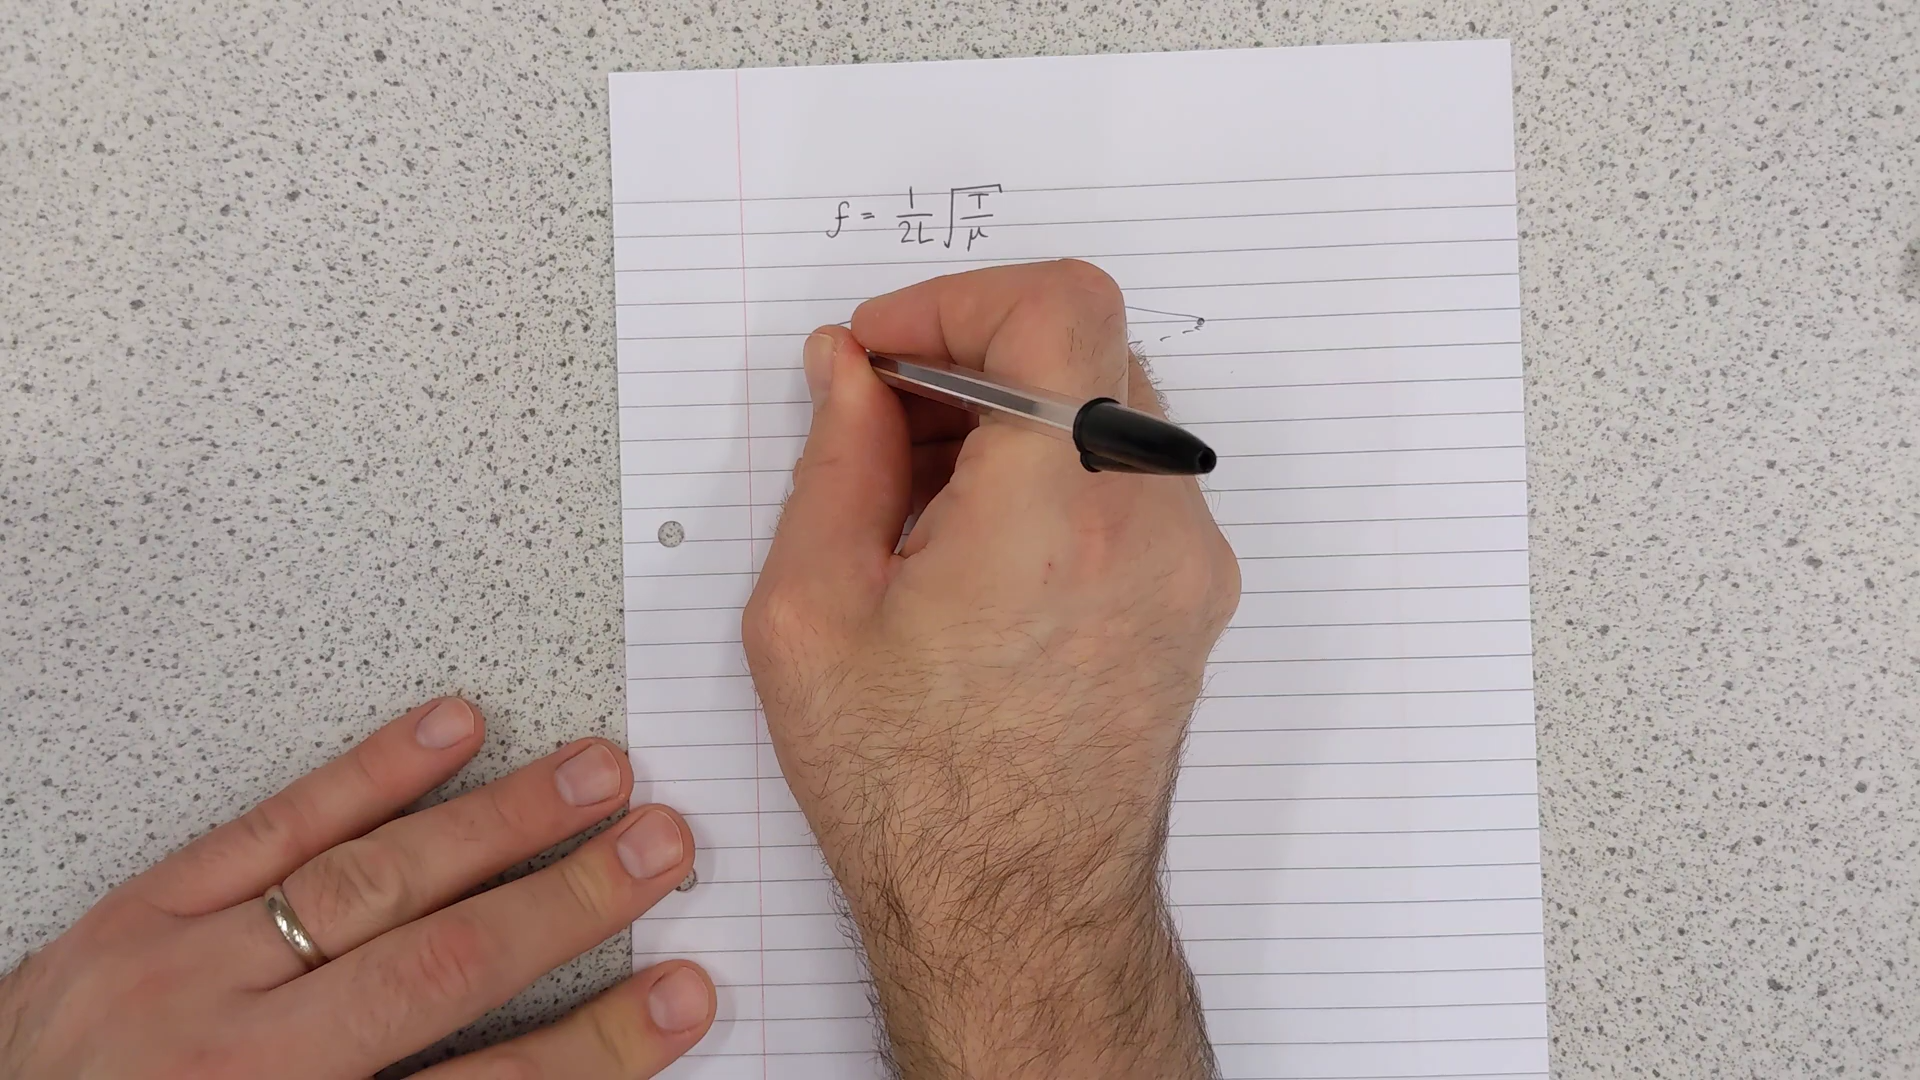 f = 1/2L √T/μ